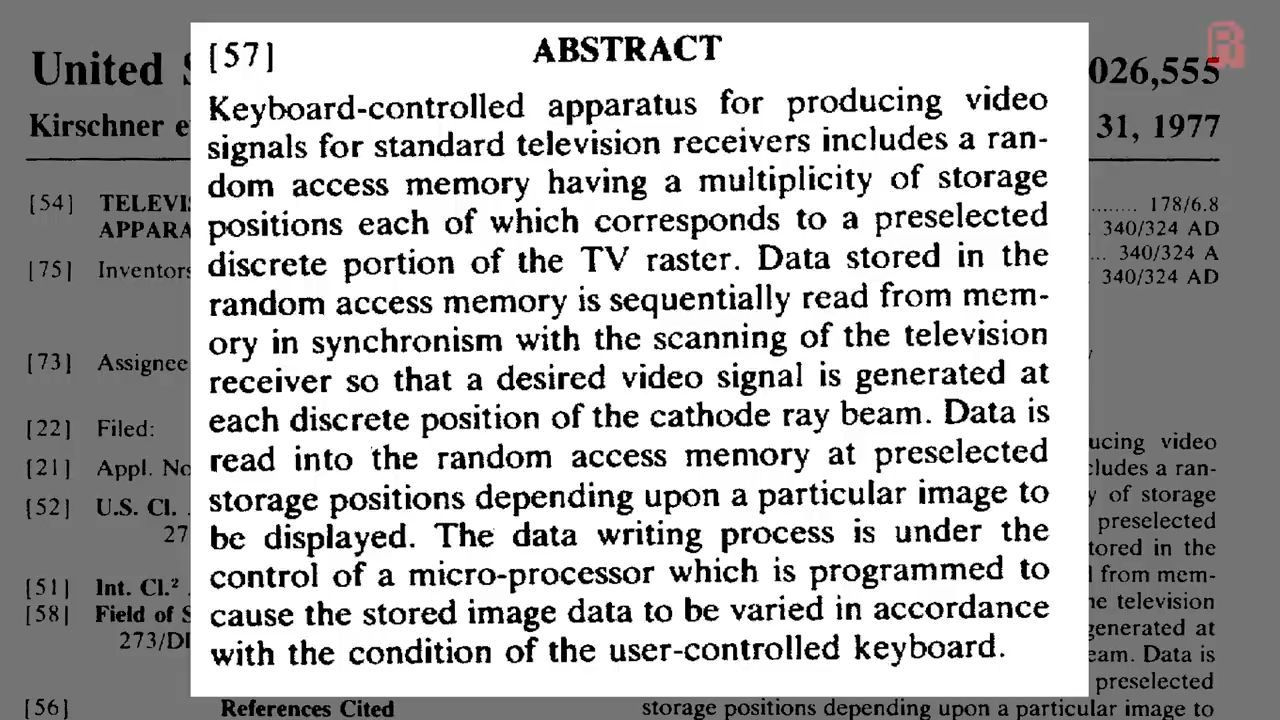 [57] ABSTRACT
Keyboard-controlled apparatus for producing video
signals for standard television receivers includes a ran-
dom access memory having a multiplicity of storage
positions each of which corresponds to a preselected
discrete portion of the TV raster. Data stored in the
random access memory is sequentially read from mem-
ory in synchronism with the scanning of the television
receiver so that a desired video signal is generated at
each discrete position of the cathode ray beam. Data is
read into the random access memory at preselected
storage positions depending upon a particular image to
be displayed. The data writing process is under the
control of a micro-processor which is programmed to
cause the stored image data to be varied in accordance
with the condition of the user-controlled keyboard.
United
Kirschner
[54] TELEVI
APPARA
[75] Inventors
[73] Assignee
[22] Filed:
[21] Appl. No
[52] U.S. Cl.
27
[51] Int. Cl.²
[58] Field of S
273/D
[56] References Cited
026,555
31, 1977
........ 178/6.8
340/324 AD
... 340/324 A
340/324 AD
ucing video
cludes a ran-
y of storage
preselected
tored in the
from mem-
e television
generated at
eam. Data is
preselected
storage positions depending upon a particular image to